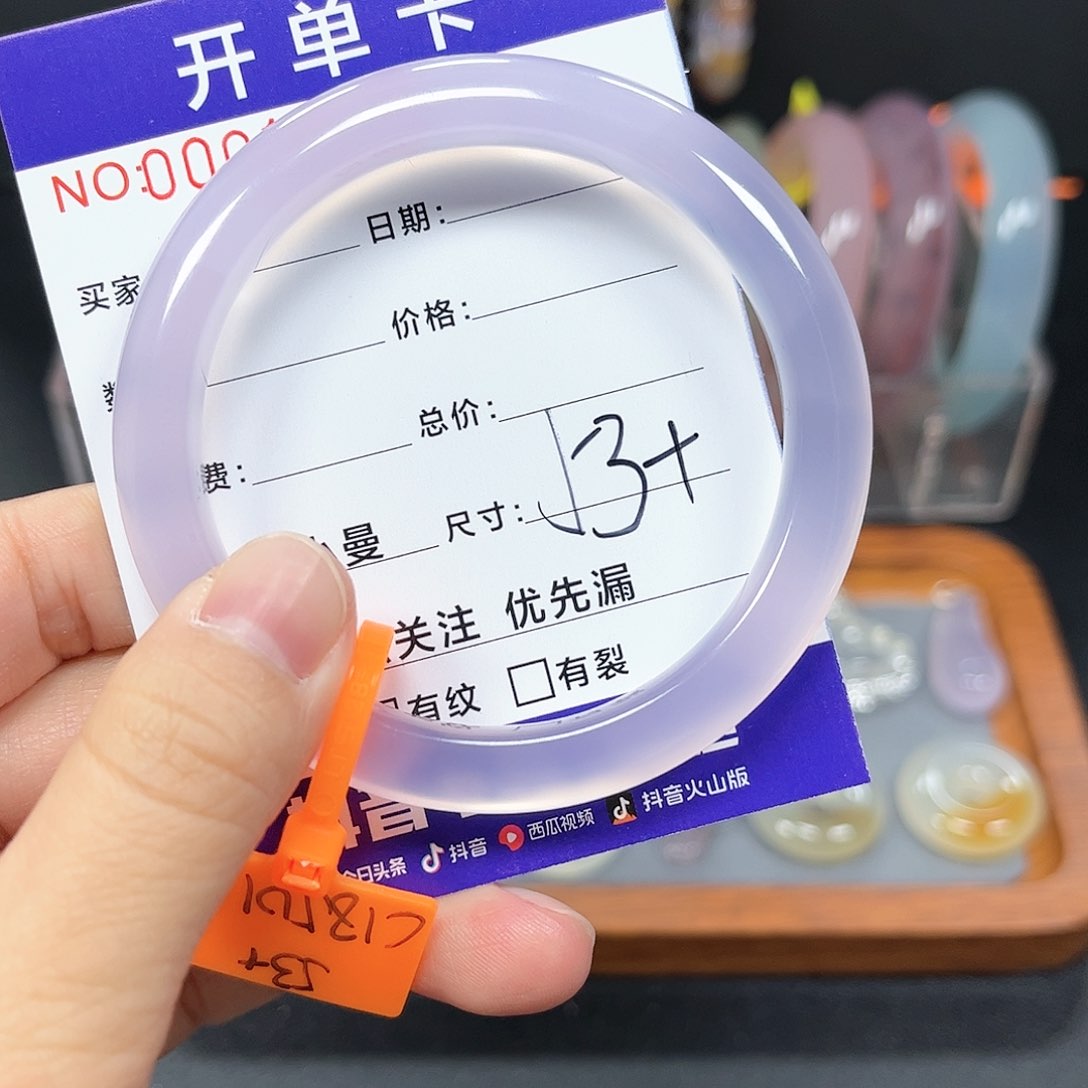 开单卡
NO:000
日期:
买家
价格:
总价:
费:
尺寸: 53+
小曼
关注 优先漏
有纹 □有裂
抖音
今日头条 抖音 西瓜视频 抖音火山版
53+